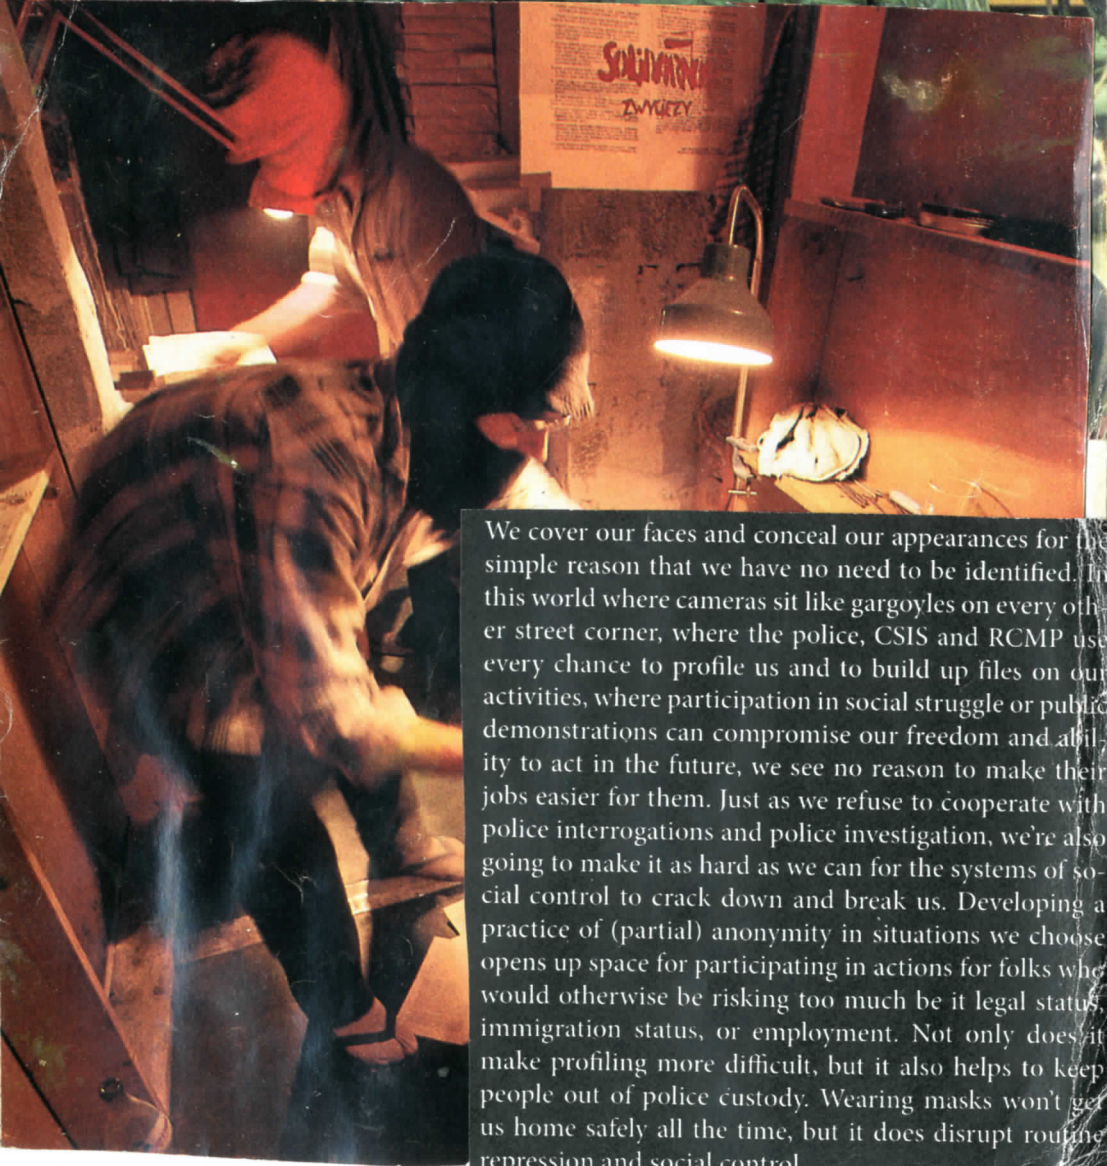 Solidarność
ZWYCIĘŻY
We cover our faces and conceal our appearances for the
simple reason that we have no need to be identified. In
this world where cameras sit like gargoyles on every oth-
er street corner, where the police, CSIS and RCMP use
every chance to profile us and to build up files on our
activities, where participation in social struggle or public
demonstrations can compromise our freedom and abil-
ity to act in the future, we see no reason to make their
jobs easier for them. Just as we refuse to cooperate with
police interrogations and police investigation, we're also
going to make it as hard as we can for the systems of so-
cial control to crack down and break us. Developing a
practice of (partial) anonymity in situations we choose
opens up space for participating in actions for folks who
would otherwise be risking too much be it legal status,
immigration status, or employment. Not only does it
make profiling more difficult, but it also helps to keep
people out of police custody. Wearing masks won't get
us home safely all the time, but it does disrupt routine
repression and social control